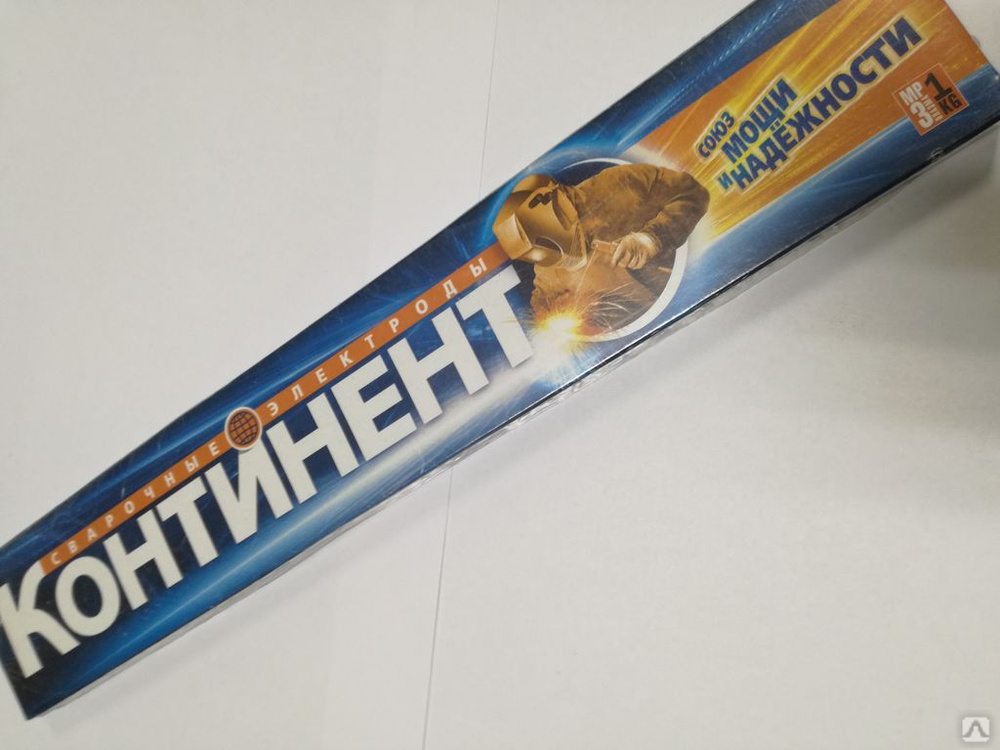 СВАРОЧНЫЕ ЭЛЕКТРОДЫ
КОНТИНЕНТ
СОЮЗ
МОЩИ
И НАДЁЖНОСТИ
МР
3
1
KG